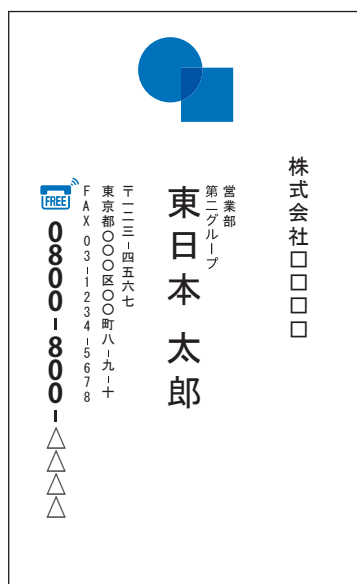 株式会社□□□□
営業部
第二グループ
東日本 太郎
〒一二三-四五六七
東京都〇〇〇区〇〇町八-九-十
FAX 03-1234-5678
FREE
0800-800-△△△△